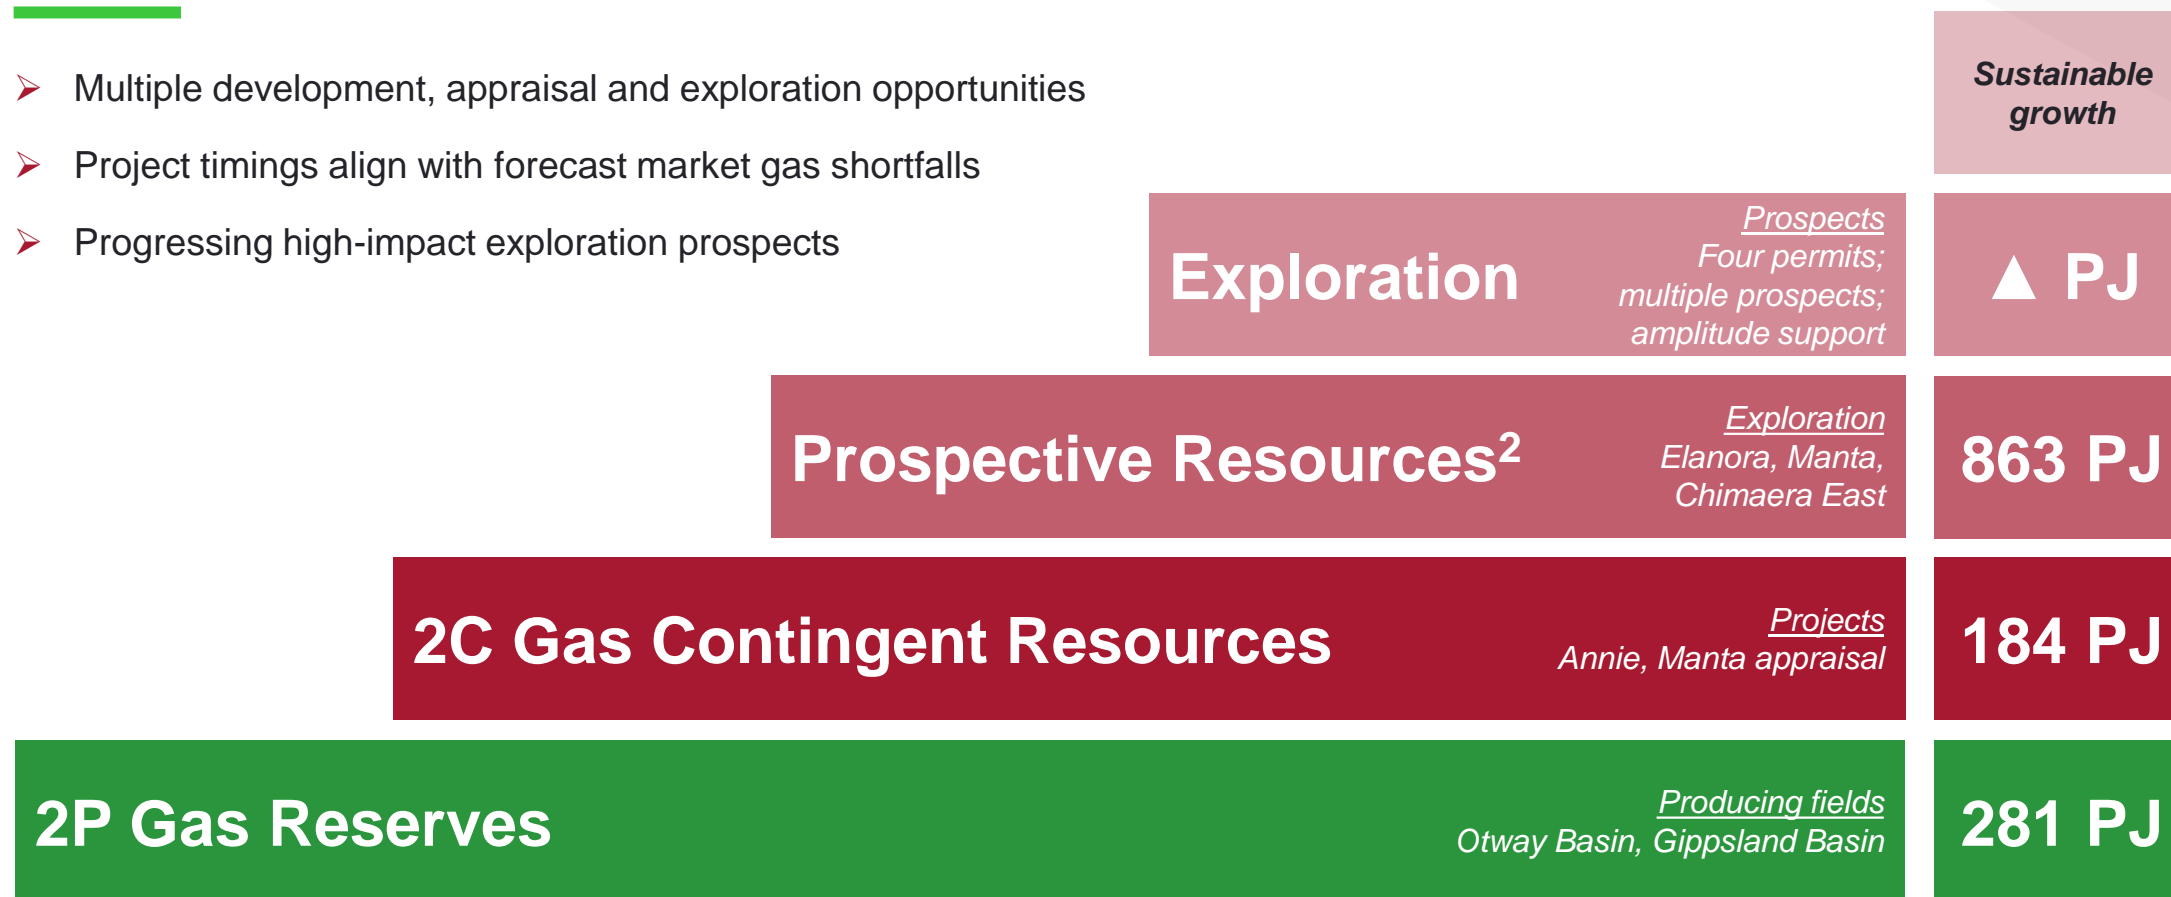 Multiple development, appraisal and exploration opportunities
Project timings align with forecast market gas shortfalls
Progressing high-impact exploration prospects
Sustainable
growth
Exploration
Prospects
Four permits;
multiple prospects;
amplitude support
▲ PJ
Prospective Resources²
Exploration
Elanora, Manta,
Chimaera East
863 PJ
2C Gas Contingent Resources
Projects
Annie, Manta appraisal
184 PJ
2P Gas Reserves
Producing fields
Otway Basin, Gippsland Basin
281 PJ